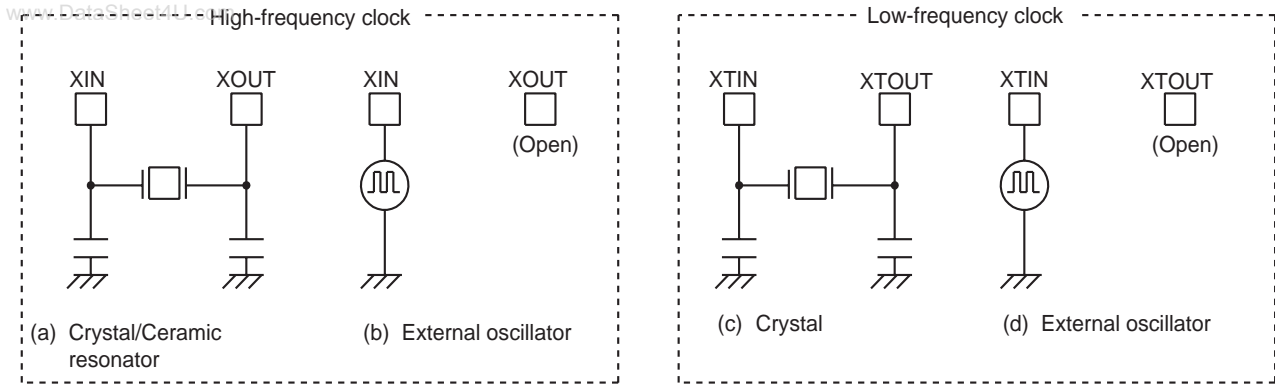 www.DataSheet4U.com
High-frequency clock
XIN XOUT XIN XOUT
(Open)
(a) Crystal/Ceramic
resonator
(b) External oscillator
Low-frequency clock
XTIN XTOUT XTIN XTOUT
(Open)
(c) Crystal
(d) External oscillator